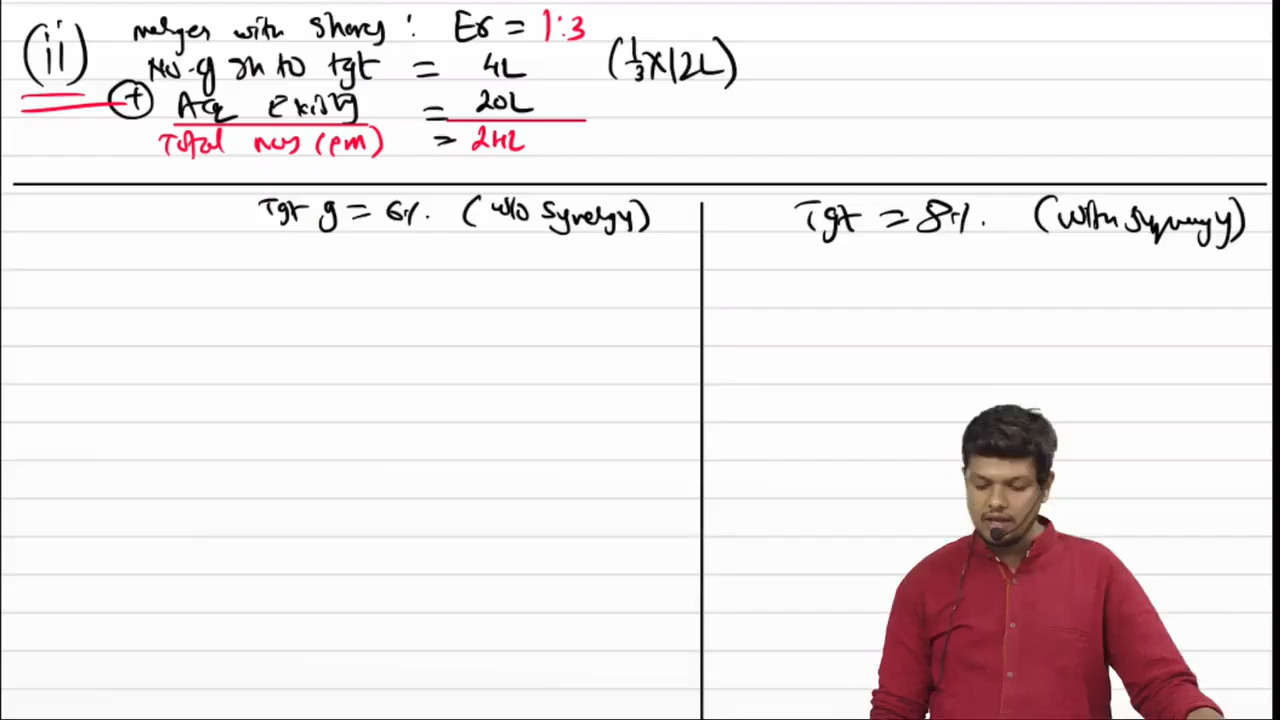 (ii) merger with shares : Er = 1:3
No. of sh to tgt = 4L (1/3 x 12L)
+ Acq existing = 20L
Total nos (pm) = 24L
Tgt g = 6%. (w/o synergy)
Tgt = 8%. (with synergy)